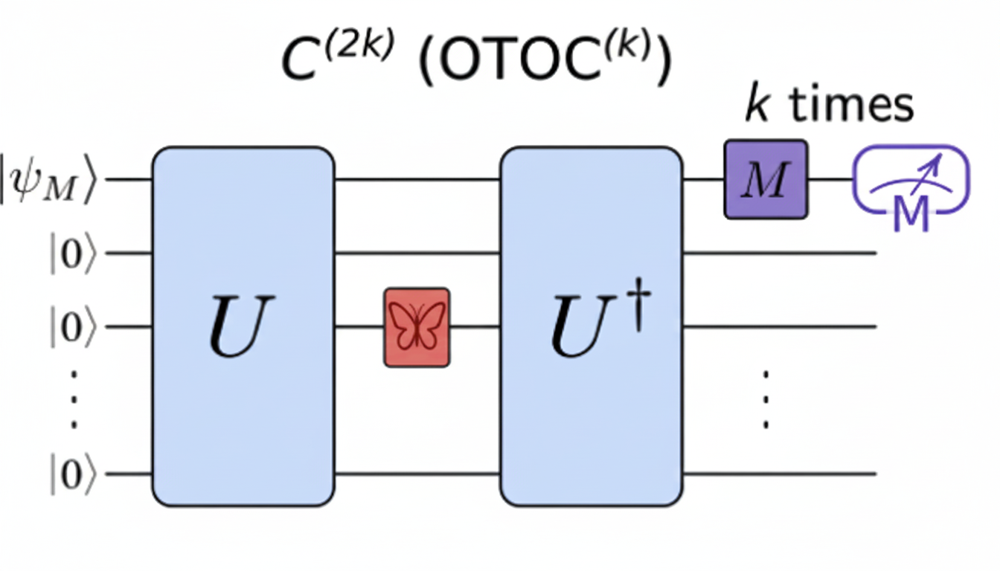 C^(2k) (OTOC^(k))
k times
|ψ_M⟩ M M
|0⟩
|0⟩
U U†
⋮ ⋮
|0⟩